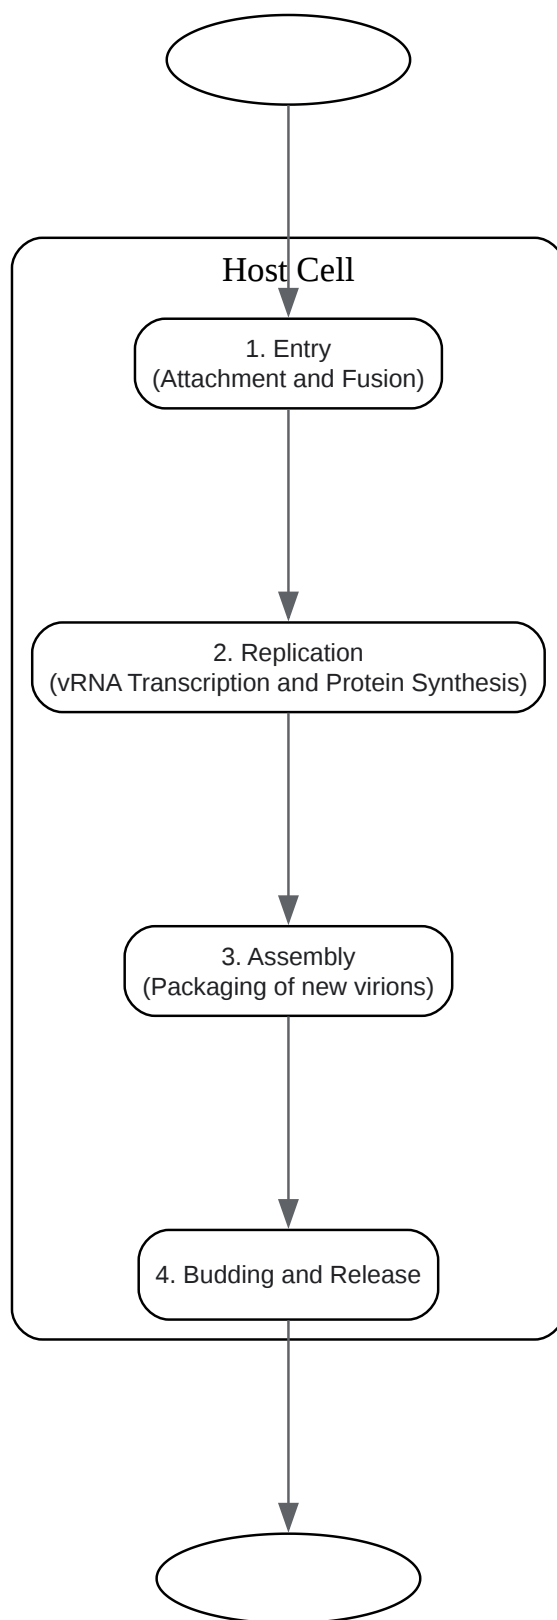 Host Cell
1. Entry
(Attachment and Fusion)
2. Replication
(vRNA Transcription and Protein Synthesis)
3. Assembly
(Packaging of new virions)
4. Budding and Release